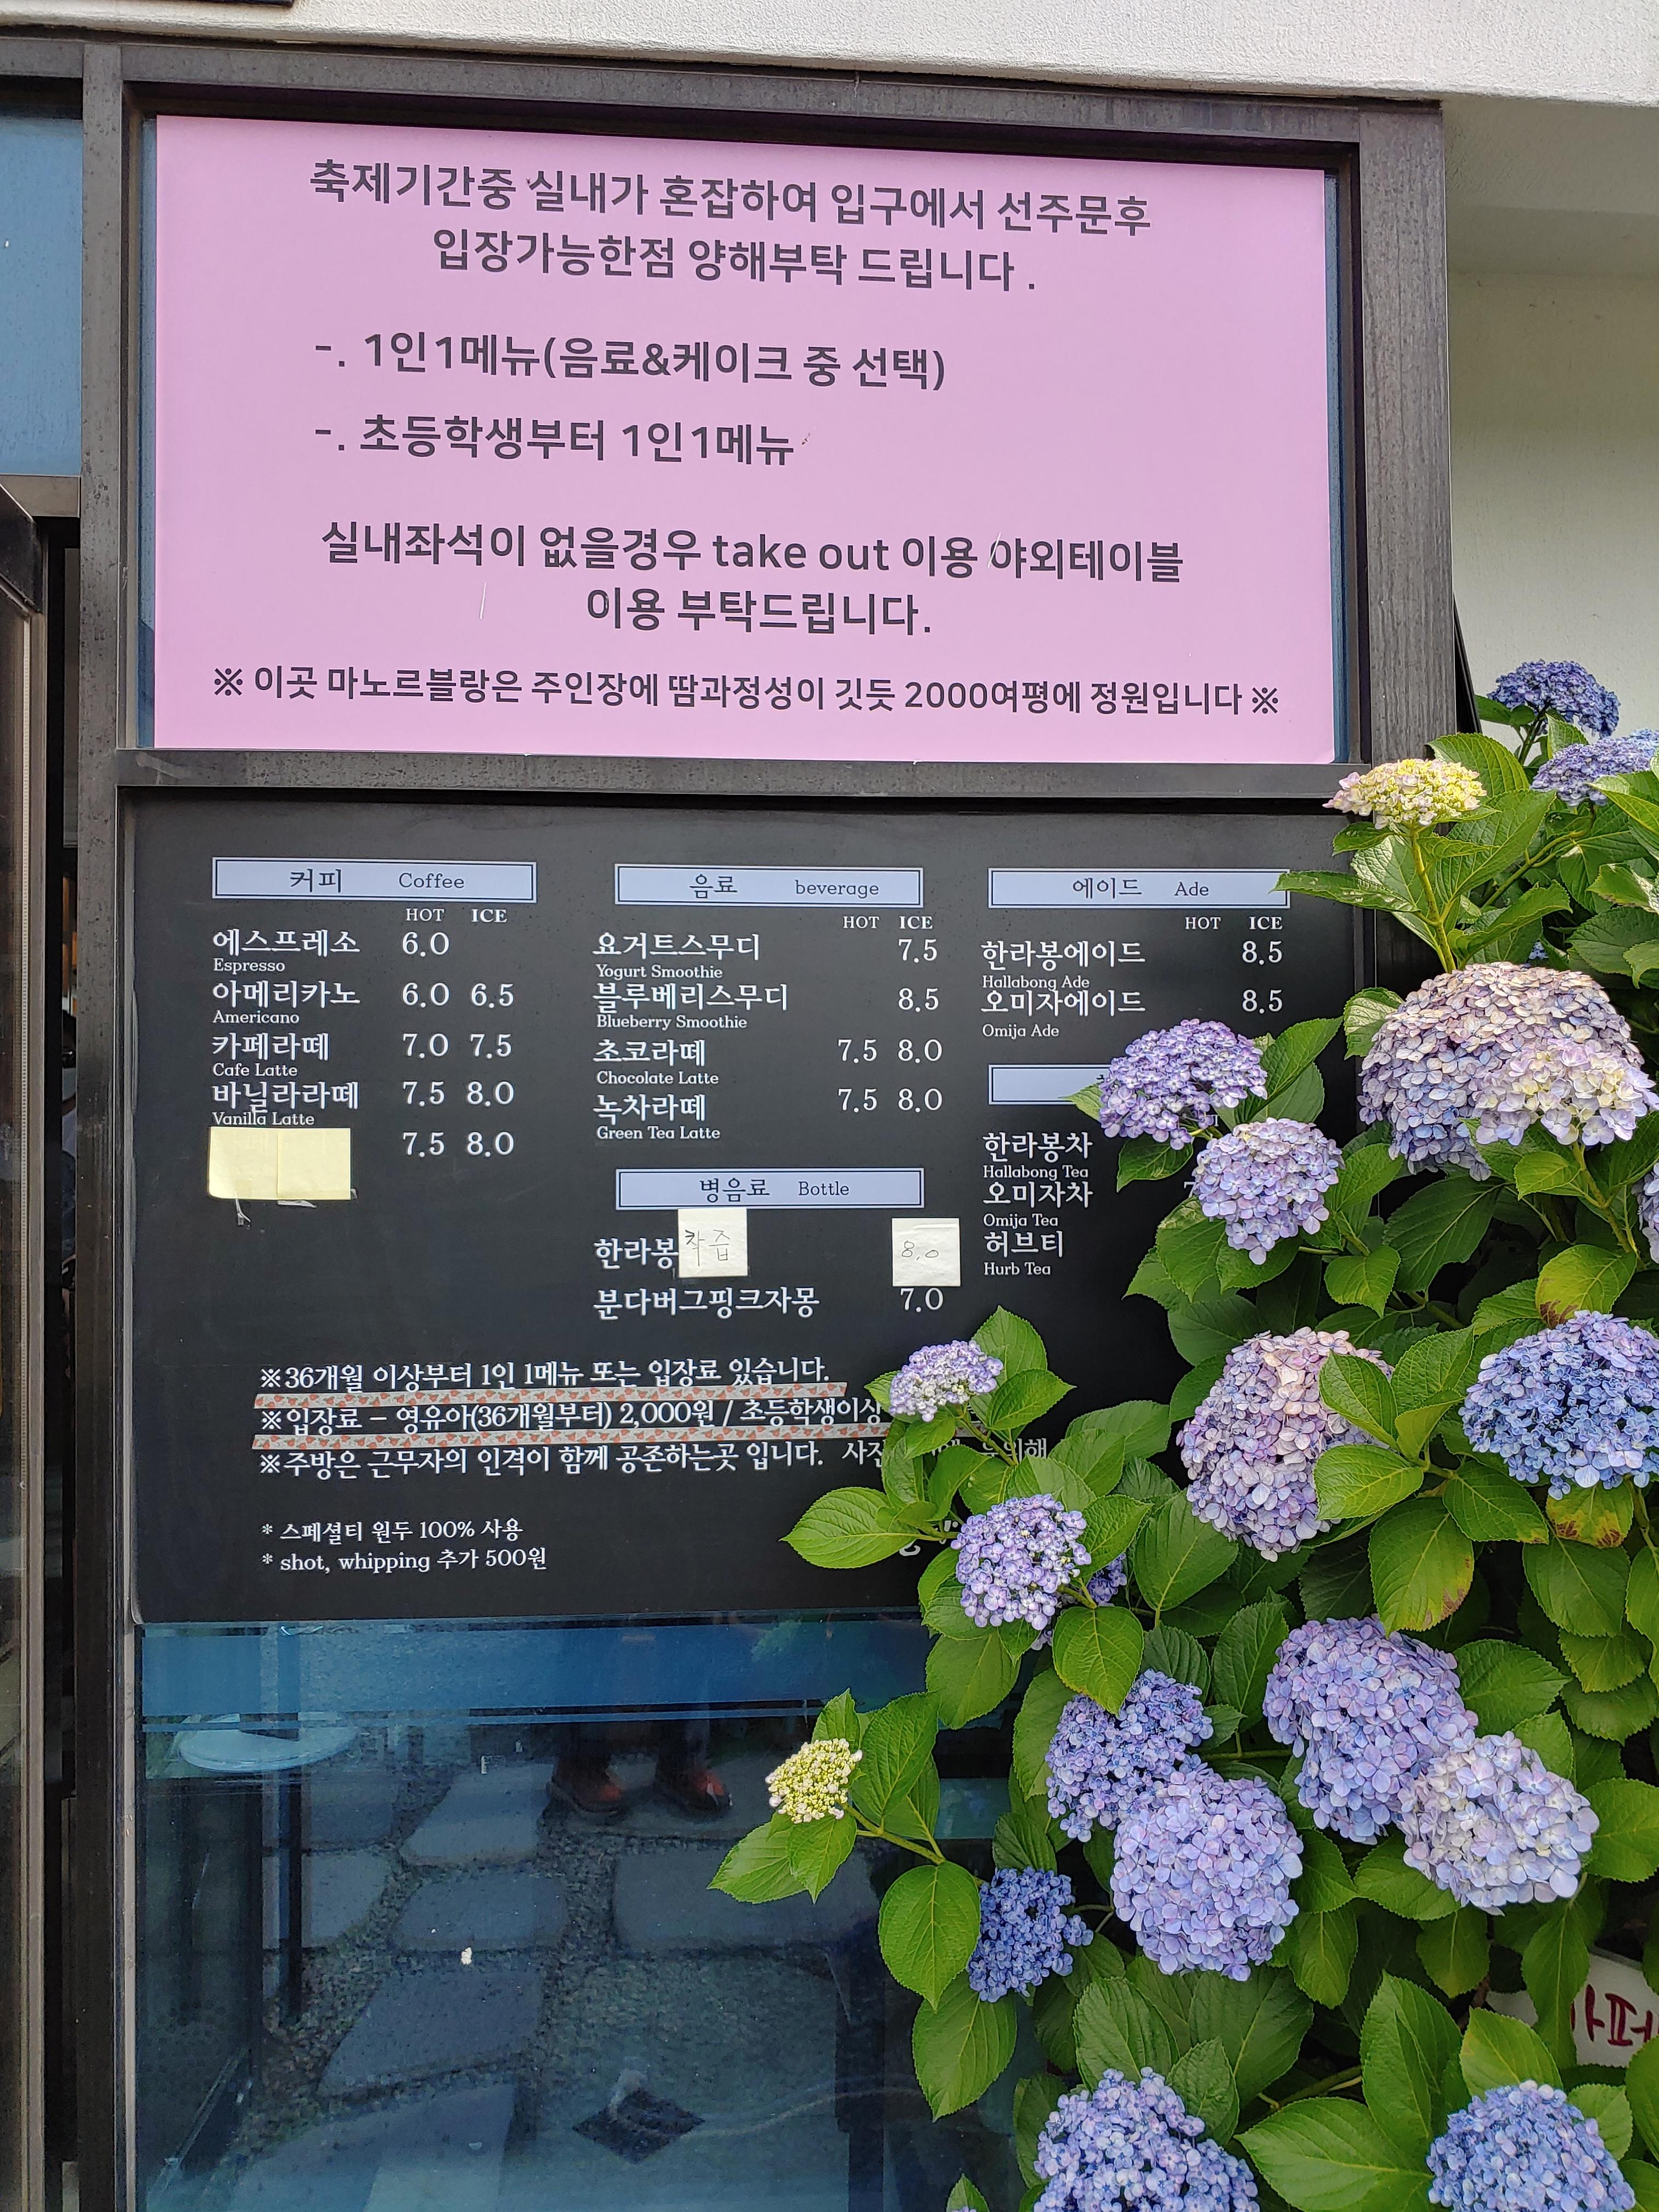 축제기간중 실내가 혼잡하여 입구에서 선주문후
입장가능한점 양해부탁 드립니다 .
-. 1인1메뉴(음료&케이크 중 선택)
-. 초등학생부터 1인1메뉴
실내좌석이 없을경우 take out 이용 야외테이블
이용 부탁드립니다.
※ 이곳 마노르블랑은 주인장에 땀과정성이 깃듯 2000여평에 정원입니다 ※
커피 Coffee
HOT ICE
에스프레소 6.0
Espresso
아메리카노 6.0 6.5
Americano
카페라떼 7.0 7.5
Cafe Latte
바닐라라떼 7.5 8.0
Vanilla Latte
7.5 8.0
음료 beverage
HOT ICE
요거트스무디 7.5
Yogurt Smoothie
블루베리스무디 8.5
Blueberry Smoothie
초코라떼 7.5 8.0
Chocolate Latte
녹차라떼 7.5 8.0
Green Tea Latte
병음료 Bottle
한라봉착즙 8.0
분다버그핑크자몽 7.0
에이드 Ade
HOT ICE
한라봉에이드 8.5
Hallabong Ade
오미자에이드 8.5
Omija Ade
한라봉차
Hallabong Tea
오미자차
Omija Tea
허브티
Hurb Tea
※36개월 이상부터 1인 1메뉴 또는 입장료 있습니다.
※입장료 – 영유아(36개월부터) 2,000원 / 초등학생이상
※주방은 근무자의 인격이 함께 공존하는곳 입니다.
* 스페셜티 원두 100% 사용
* shot, whipping 추가 500원